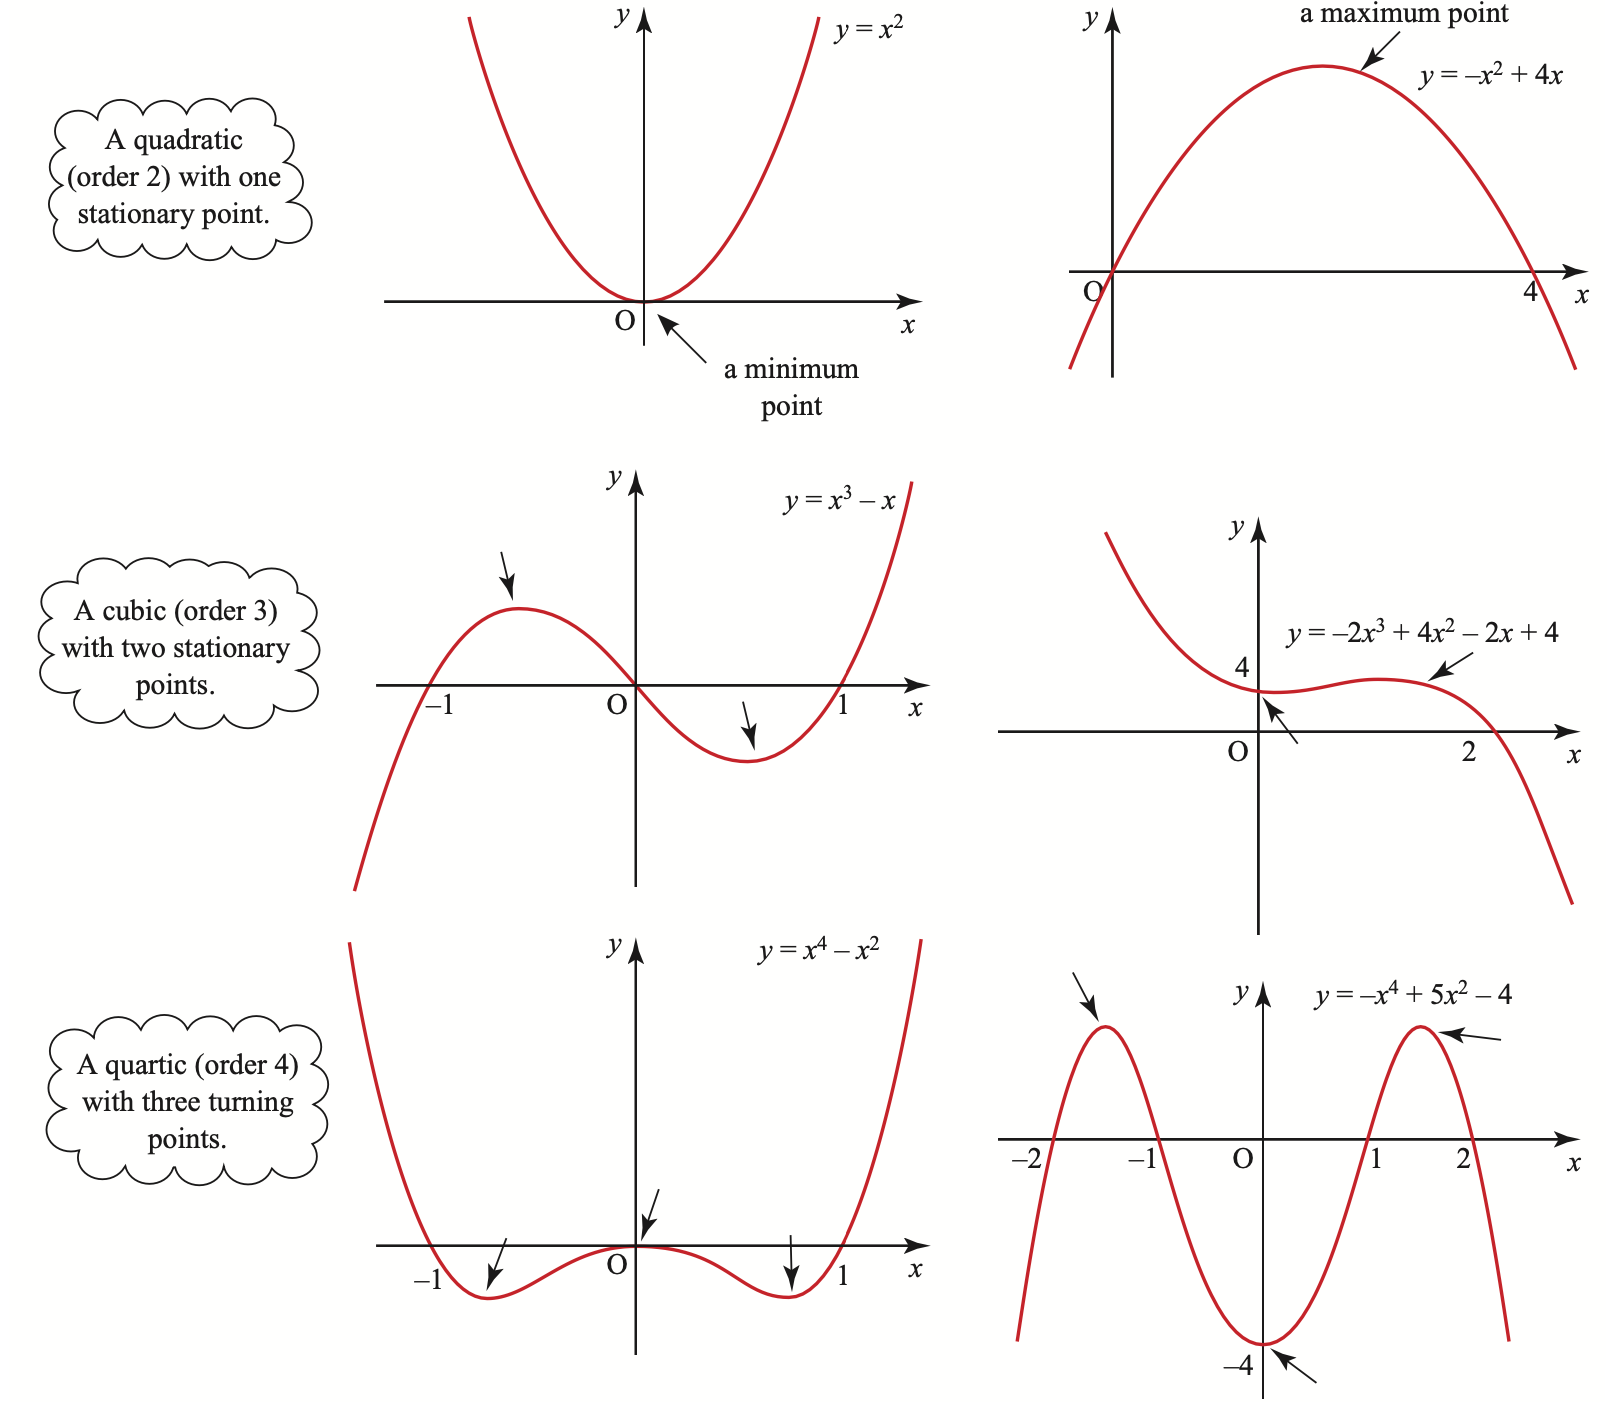 A quadratic
(order 2) with one
stationary point.
y
y = x²
O
x
a minimum
point
y
a maximum point
y = –x² + 4x
O
4
x
A cubic (order 3)
with two stationary
points.
y
y = x³ – x
–1
O
1
x
y
y = –2x³ + 4x² – 2x + 4
4
O
2
x
A quartic (order 4)
with three turning
points.
y
y = x⁴ – x²
–1
O
1
x
y
y = –x⁴ + 5x² – 4
–2
–1
O
1
2
x
–4